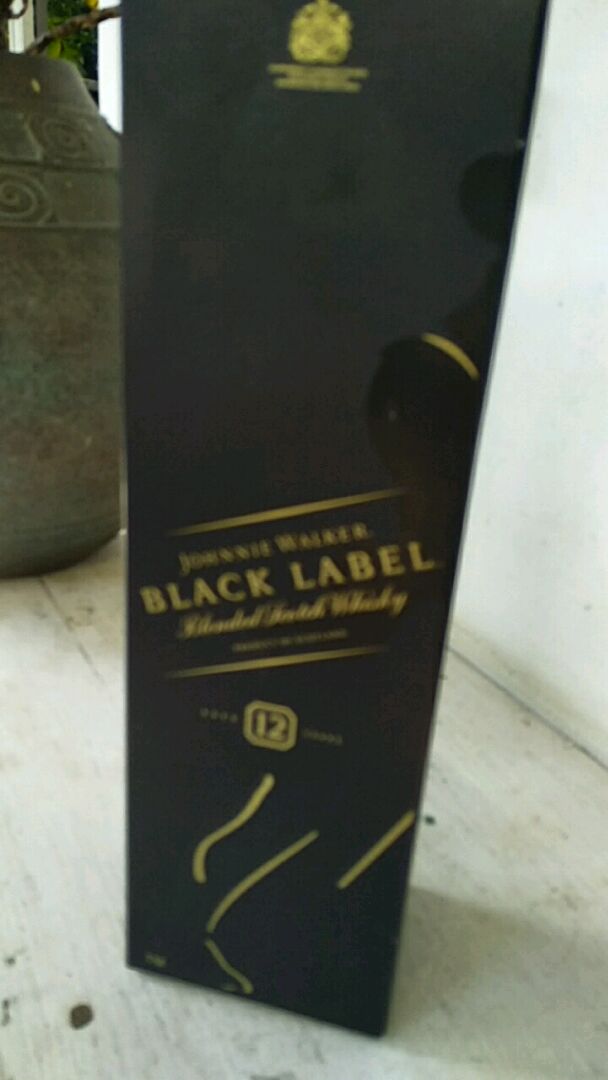 JOHNNIE WALKER.
BLACK LABEL
Blended Scotch Whisky
12